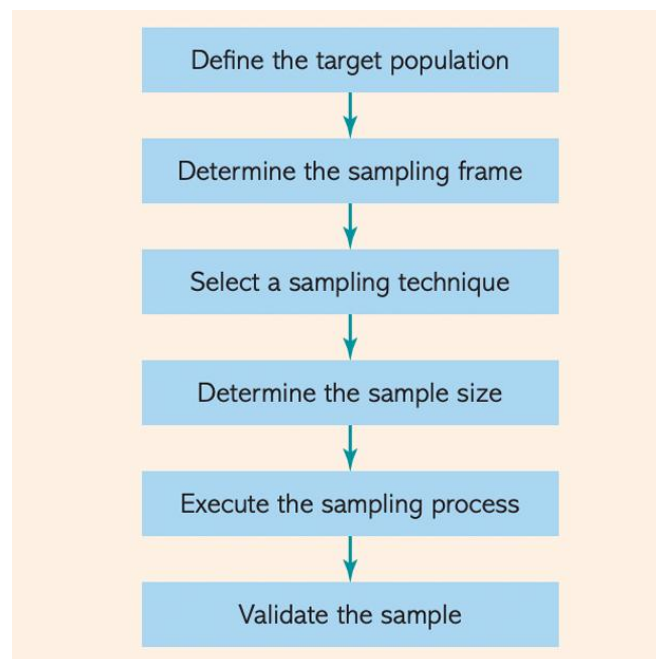 Define the target population
Determine the sampling frame
Select a sampling technique
Determine the sample size
Execute the sampling process
Validate the sample